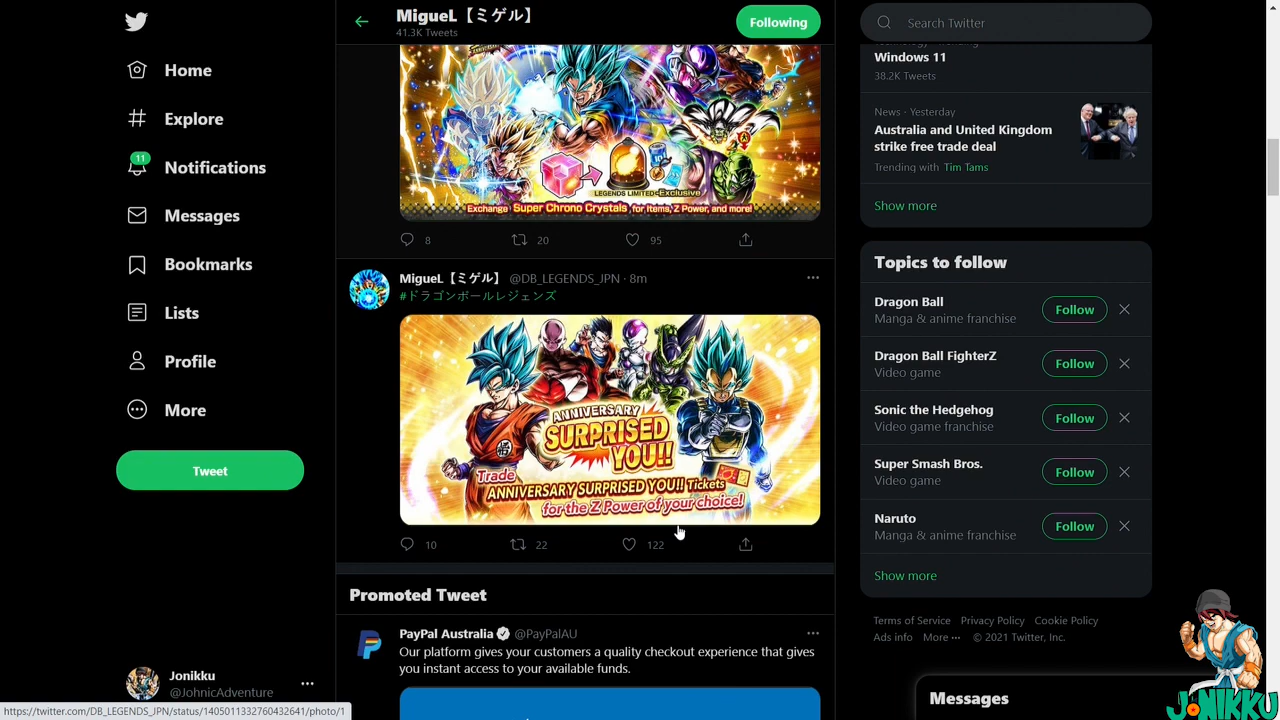 Home
Explore
11
Notifications
Messages
Bookmarks
Lists
Profile
More
Tweet
Jonikku
@JohnicAdventure
https://twitter.com/DB_LEGENDS_JPN/status/1405011332760432641/photo/1
MigueL【ミゲル】
41.3K Tweets
Following
LEGENDS LIMITED Exclusive
Exchange Super Chrono Crystals for items, Z Power, and more!
8
20
95
MigueL【ミゲル】 @DB_LEGENDS_JPN · 8m
#ドラゴンボールレジェンズ
ANNIVERSARY
SURPRISED
YOU!!
Trade
ANNIVERSARY SURPRISED YOU!! Tickets
for the Z Power of your choice!
10
22
122
Promoted Tweet
PayPal Australia @PayPalAU
Our platform gives your customers a quality checkout experience that gives
you instant access to your available funds.
Search Twitter
Windows 11
38.2K Tweets
News · Yesterday
Australia and United Kingdom
strike free trade deal
Trending with Tim Tams
Show more
Topics to follow
Dragon Ball
Manga & anime franchise
Follow
Dragon Ball FighterZ
Video game
Follow
Sonic the Hedgehog
Video game franchise
Follow
Super Smash Bros.
Video game
Follow
Naruto
Manga & anime franchise
Follow
Show more
Terms of Service Privacy Policy Cookie Policy
Ads info More ··· © 2021 Twitter, Inc.
Messages
JONIKKU